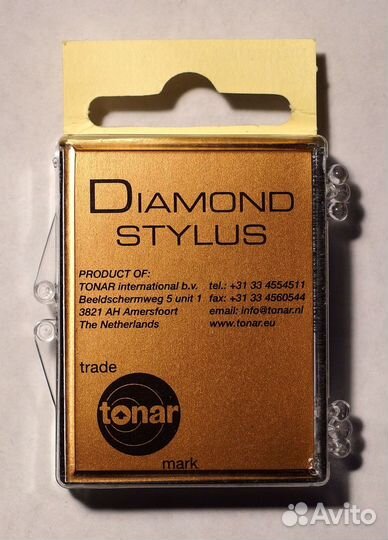 DIAMOND
STYLUS
PRODUCT OF:
TONAR international b.v. tel.: +31 33 4554511
Beeldschermweg 5 unit 1 fax: +31 33 4560544
3821 AH Amersfoort email: info@tonar.nl
The Netherlands www.tonar.eu
trade
tonar
mark
Avito